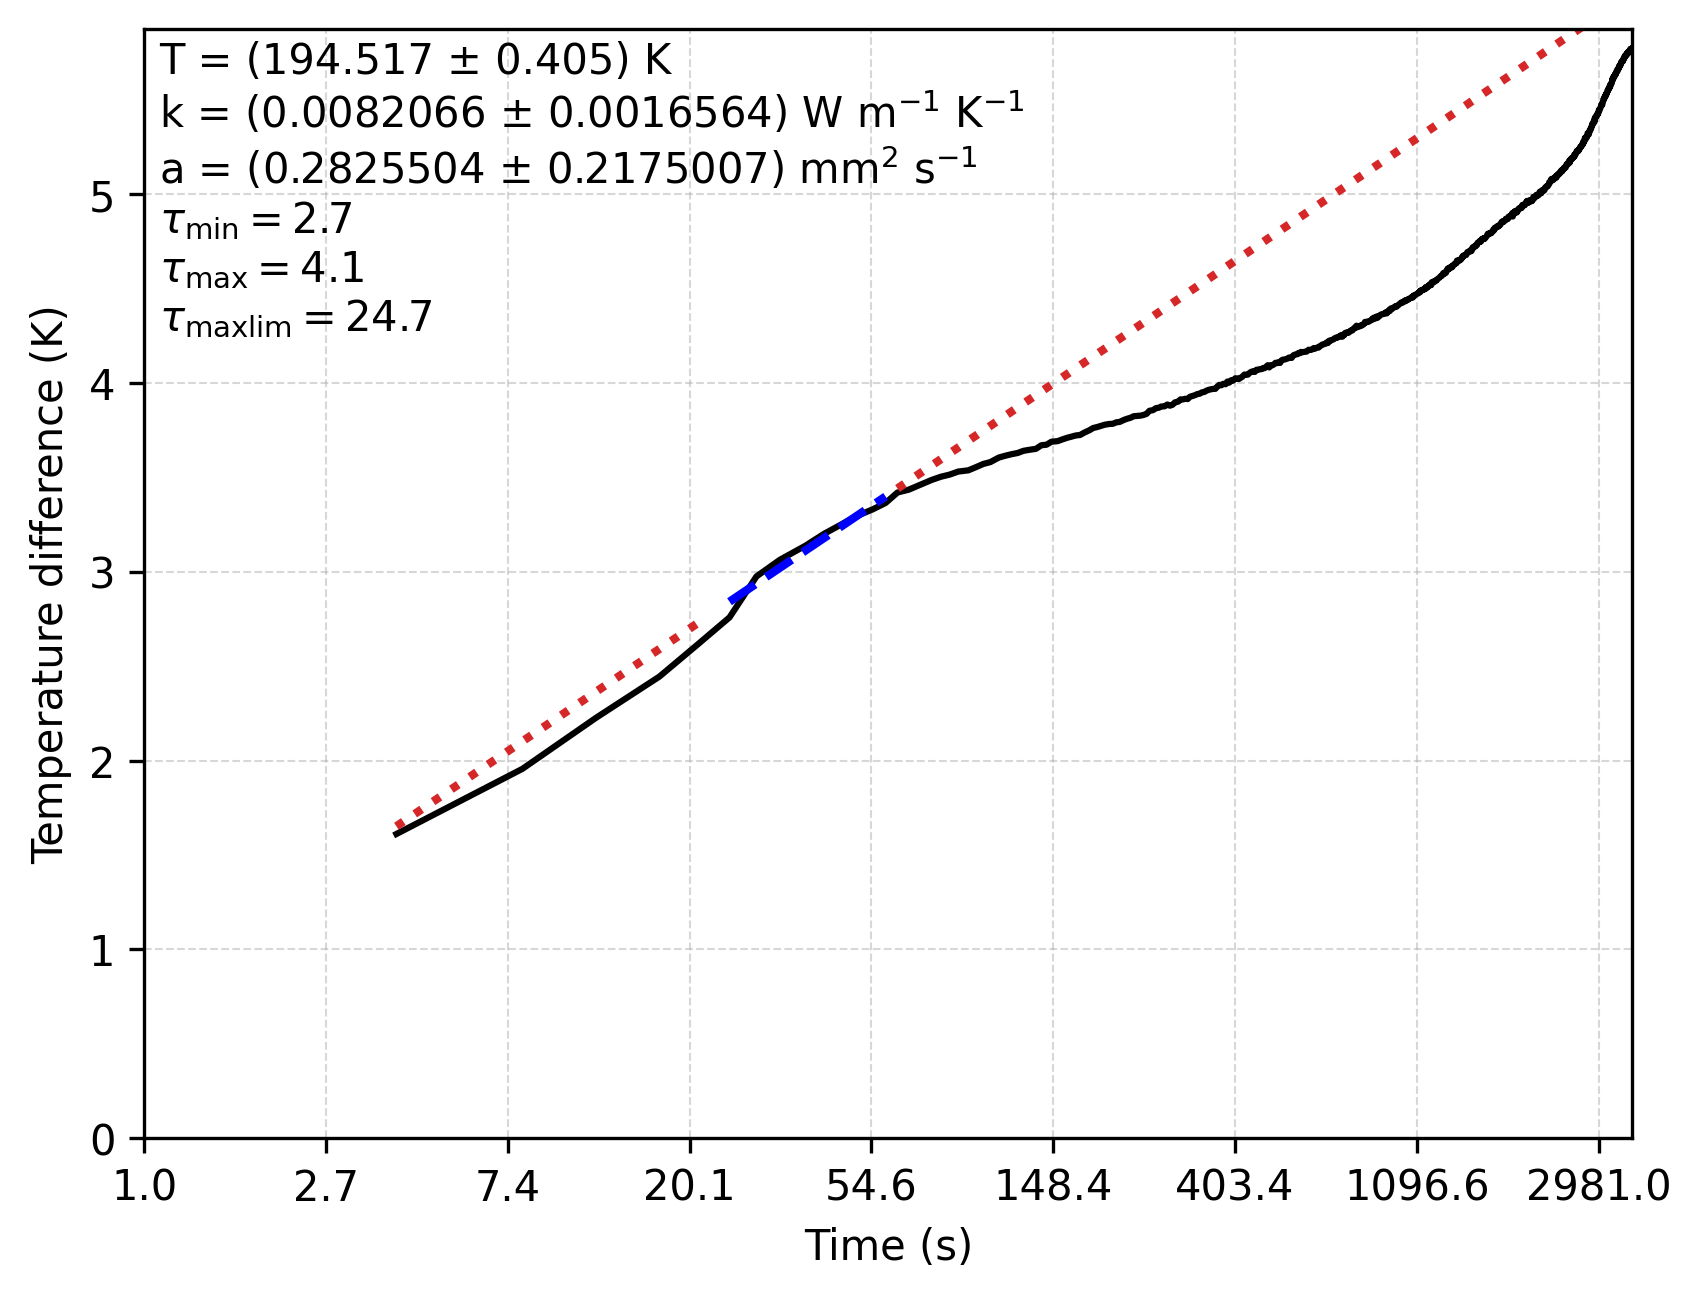 T = (194.517 ± 0.405) K
k = (0.0082066 ± 0.0016564) W m⁻¹ K⁻¹
a = (0.2825504 ± 0.2175007) mm² s⁻¹
τmin = 2.7
τmax = 4.1
τmaxlim = 24.7
Temperature difference (K)
5
4
3
2
1
0
1.0 2.7 7.4 20.1 54.6 148.4 403.4 1096.6 2981.0
Time (s)